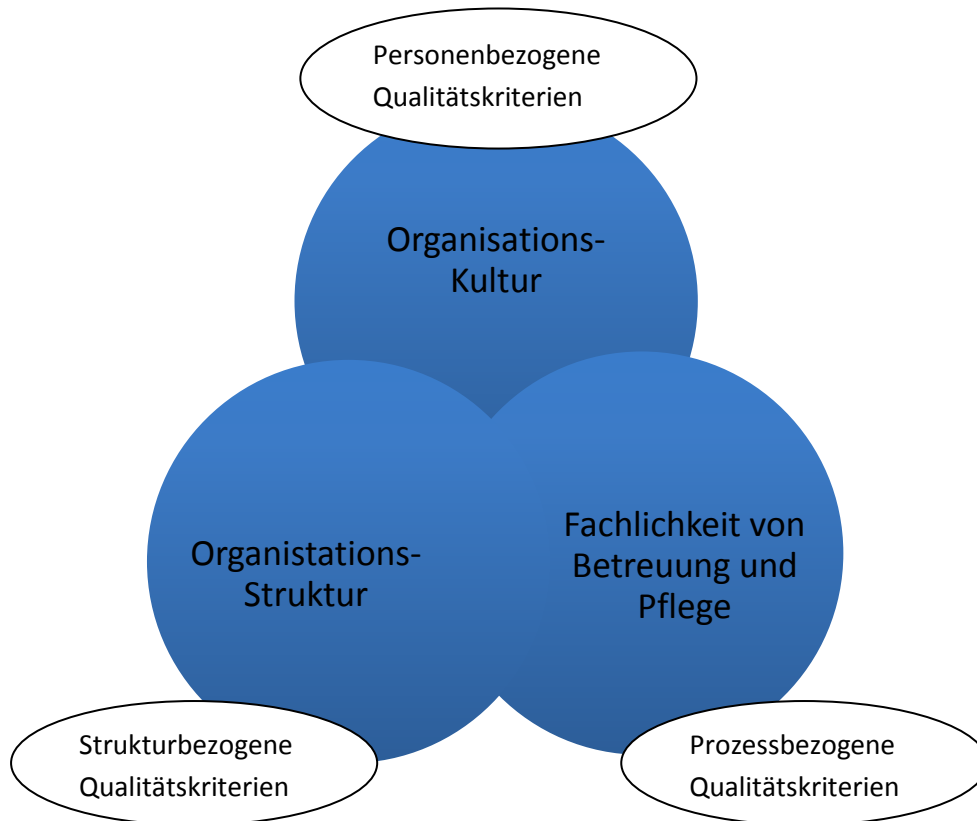 Personenbezogene
Qualitätskriterien
Organisations-
Kultur
Organistations-
Struktur
Fachlichkeit von
Betreuung und
Pflege
Strukturbezogene
Qualitätskriterien
Prozessbezogene
Qualitätskriterien